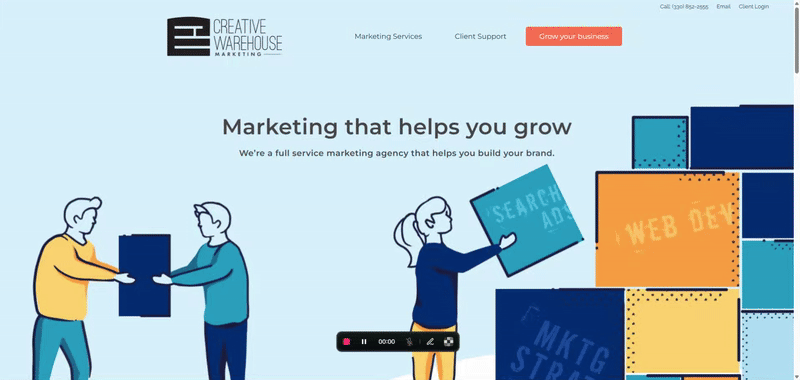 Call: (330) 852-2555 Email Client Login
CREATIVE
WAREHOUSE
MARKETING
Marketing Services Client Support Grow your business
Marketing that helps you grow
We're a full service marketing agency that helps you build your brand.
SEARCH
ADS
WEB DEV
MKTG
STRAT
00:00